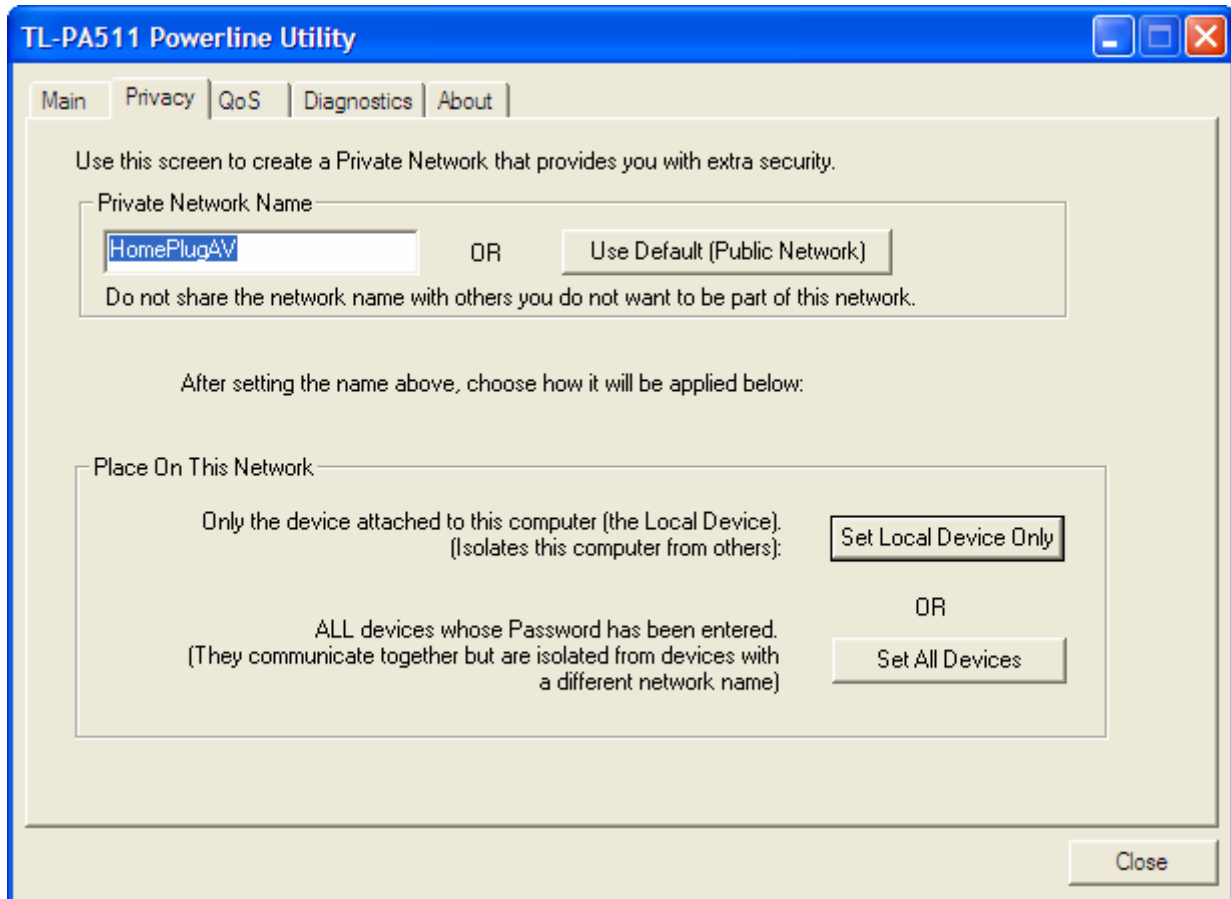 TL-PA511 Powerline Utility
Main Privacy QoS Diagnostics About
Use this screen to create a Private Network that provides you with extra security.
Private Network Name
HomePlugAV OR Use Default (Public Network)
Do not share the network name with others you do not want to be part of this network.
After setting the name above, choose how it will be applied below:
Place On This Network
Only the device attached to this computer (the Local Device).
(Isolates this computer from others):
Set Local Device Only
OR
ALL devices whose Password has been entered.
(They communicate together but are isolated from devices with
a different network name)
Set All Devices
Close